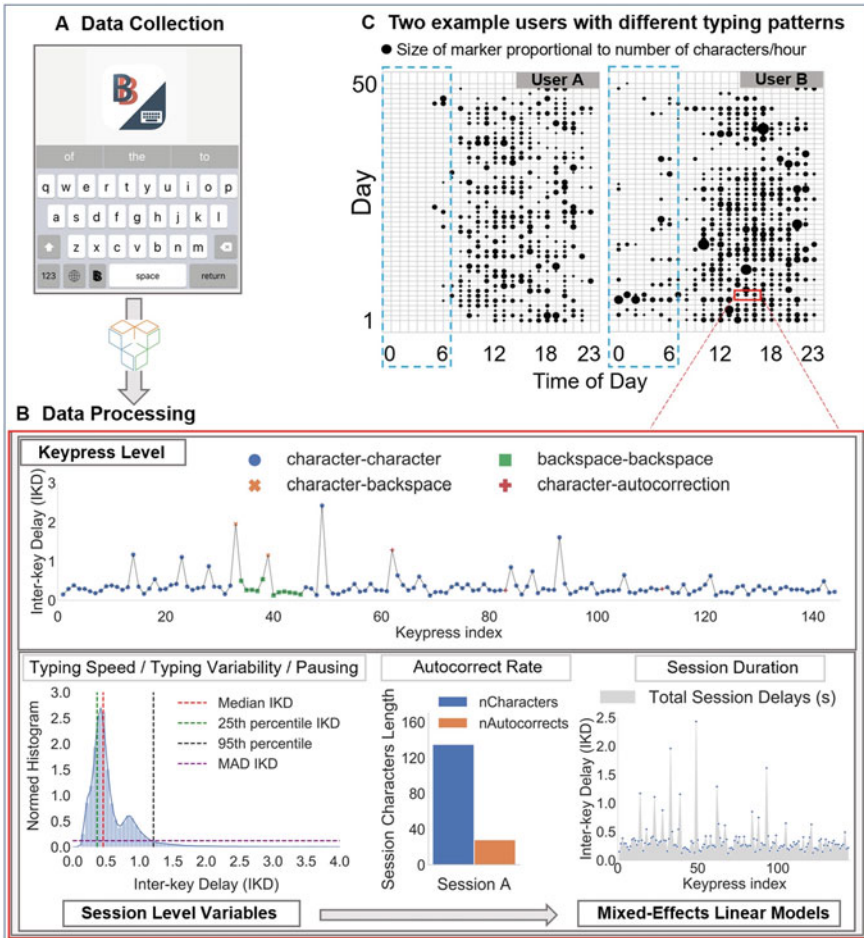 A Data Collection
B
B
of the to
q w e r t y u i o p
a s d f g h j k l
z x c v b n m
123 B space return
C Two example users with different typing patterns
Size of marker proportional to number of characters/hour
User A User B
50
Day
1
0 6 12 18 23 0 6 12 18 23
Time of Day
B Data Processing
Keypress Level
character-character backspace-backspace
character-backspace character-autocorrection
Inter-key Delay (IKD)
3
2
1
0
0 20 40 60 80 100 120 140
Keypress index
Typing Speed / Typing Variability / Pausing
Normed Histogram
3.0
2.5
2.0
1.5
1.0
0.5
0.0
Median IKD
25th percentile IKD
95th percentile
MAD IKD
0.0 0.5 1.0 1.5 2.0 2.5 3.0 3.5 4.0
Inter-key Delay (IKD)
Autocorrect Rate
nCharacters
nAutocorrects
Session Characters Length
160
120
80
40
0
Session A
Session Duration
Total Session Delays (s)
Inter-key Delay (IKD)
2.5
2.0
1.5
1.0
0.5
0.0
0 50 100
Keypress index
Session Level Variables
Mixed-Effects Linear Models